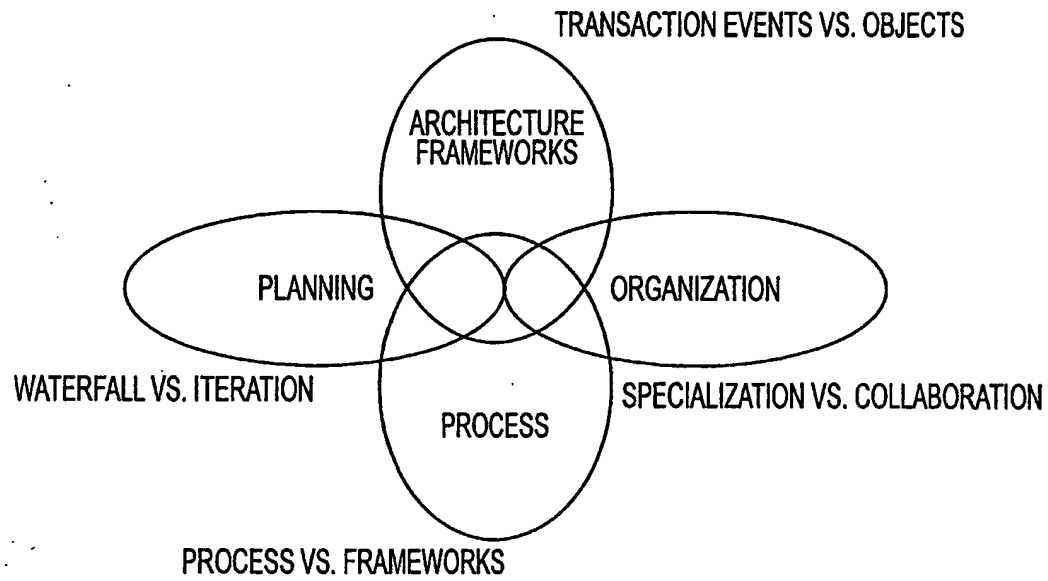 TRANSACTION EVENTS VS. OBJECTS
ARCHITECTURE
FRAMEWORKS
PLANNING
ORGANIZATION
WATERFALL VS. ITERATION
SPECIALIZATION VS. COLLABORATION
PROCESS
PROCESS VS. FRAMEWORKS